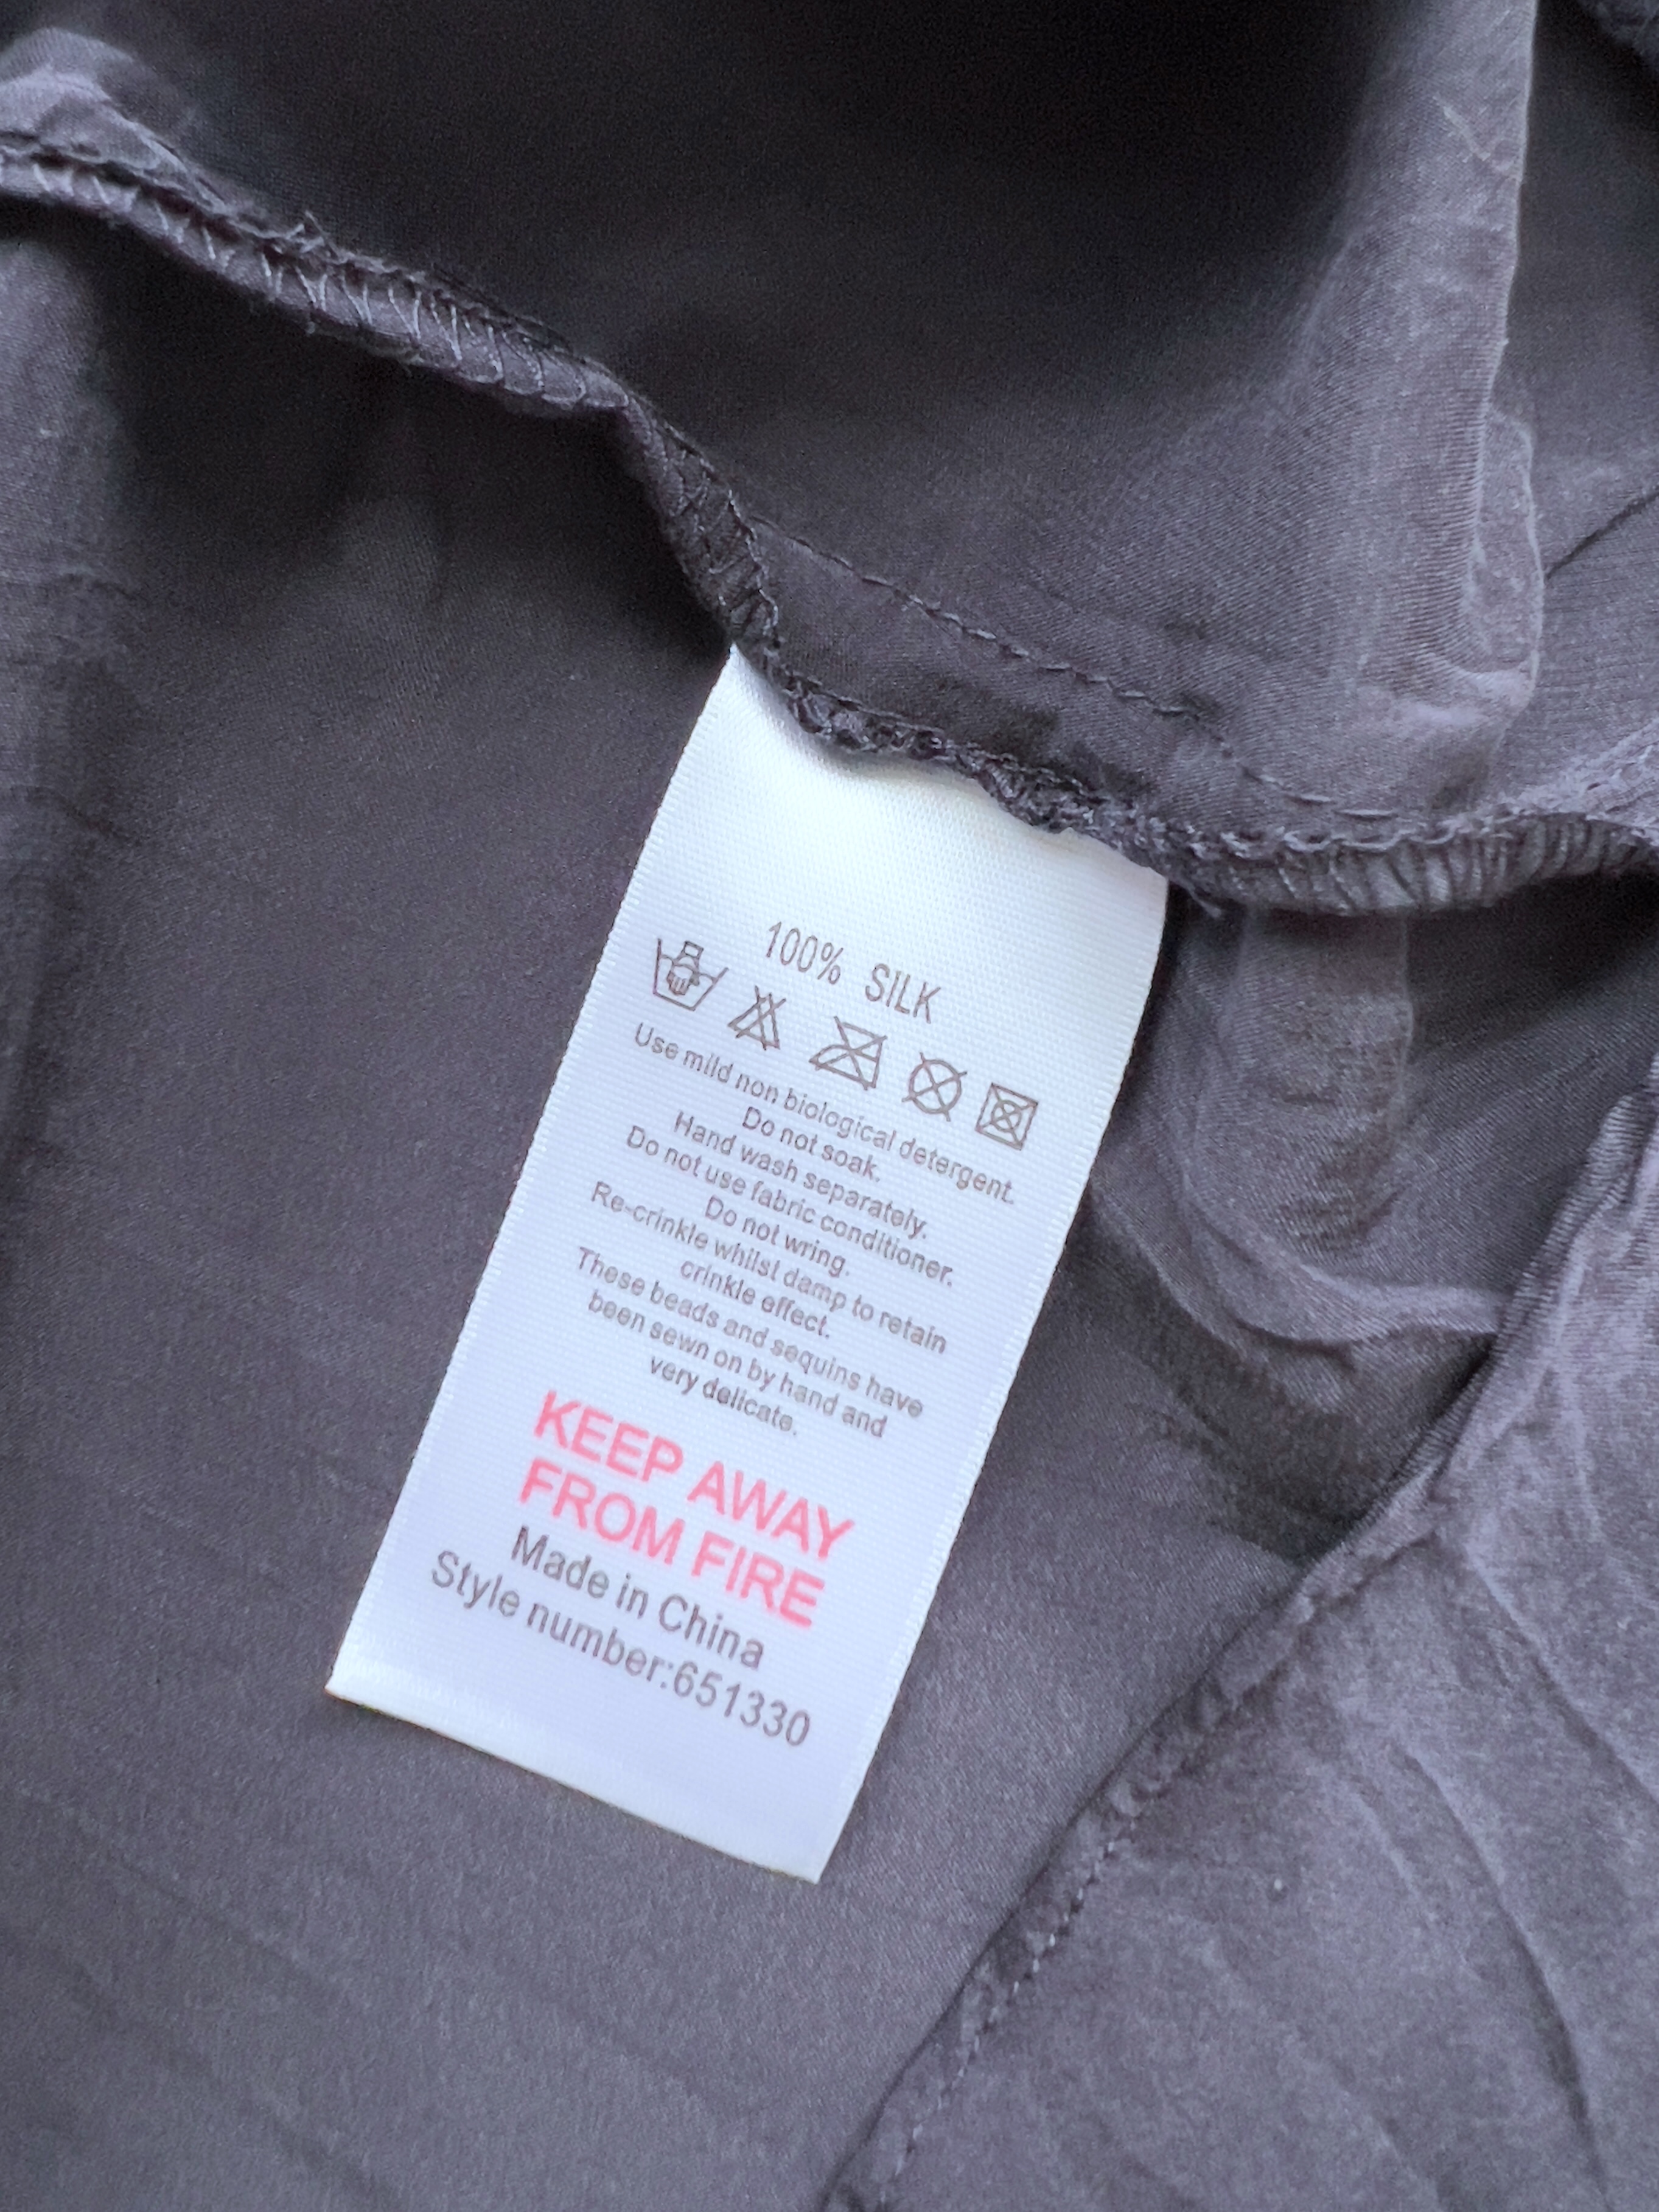 100% SILK
Use mild non biological detergent.
Do not soak.
Hand wash separately.
Do not use fabric conditioner.
Do not wring.
Re-crinkle whilst damp to retain
crinkle effect.
These beads and sequins have
been sewn on by hand and
very delicate.
KEEP AWAY
FROM FIRE
Made in China
Style number:651330